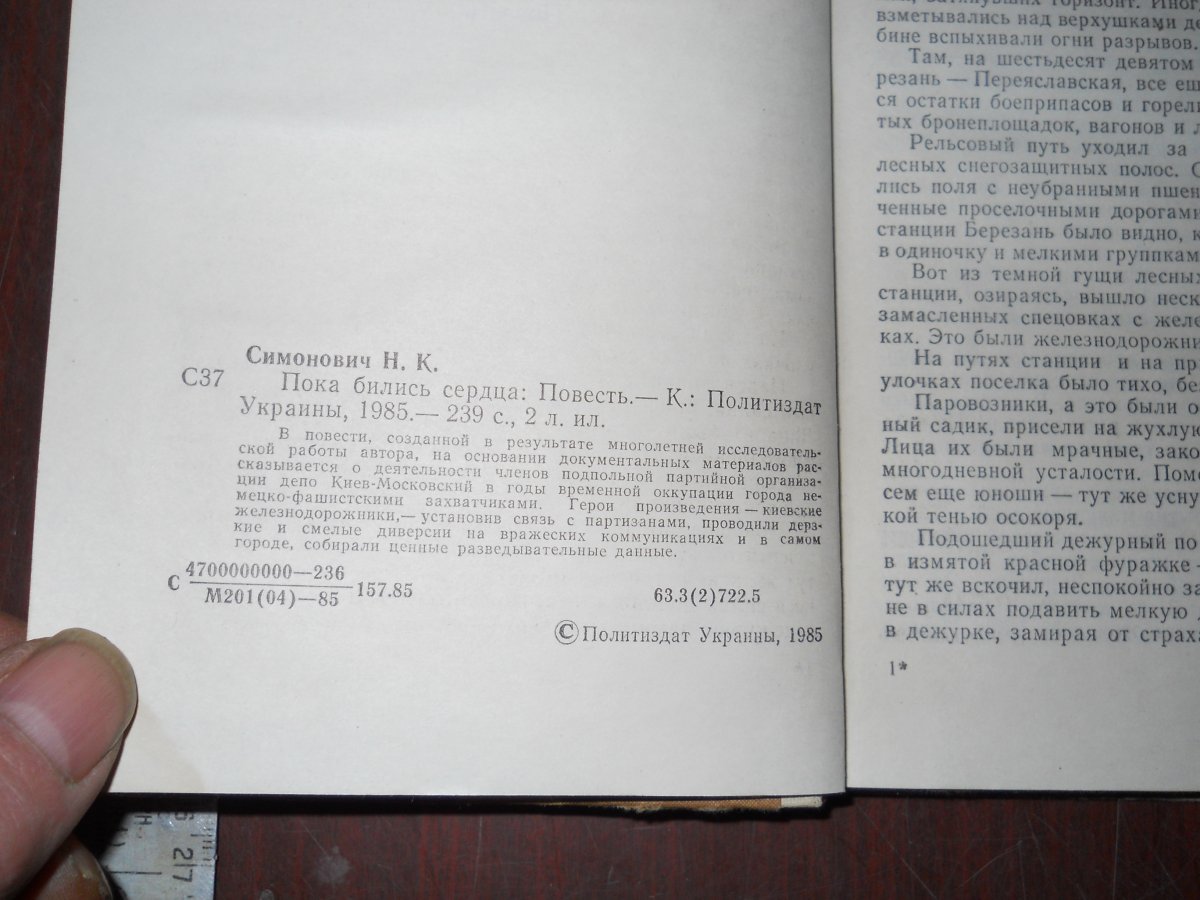 Симонович Н. К.
С37
Пока бились сердца: Повесть.— К.: Политиздат
Украины, 1985.— 239 с., 2 л. ил.
В повести, созданной в результате многолетней исследователь-
ской работы автора, на основании документальных материалов рас-
сказывается о деятельности членов подпольной партийной организа-
ции депо Киев-Московский в годы временной оккупации города не-
мецко-фашистскими захватчиками. Герои произведения — киевские
железнодорожники,— установив связь с партизанами, проводили дерз-
кие и смелые диверсии на вражеских коммуникациях и в самом
городе, собирали ценные разведывательные данные.
С 4700000000—236
М201(04)—85 157.85
63.3(2)722.5
© Политиздат Украины, 1985
затянувших горизонт.
взметывались над верхушками де
бине вспыхивали огни разрывов.
Там, на шестьдесят девятом
резань — Переяславская, все ещ
ся остатки боеприпасов и горел
тых бронеплощадок, вагонов и л
Рельсовый путь уходил за
лесных снегозащитных полос. С
лись поля с неубранными пшен
ченные проселочными дорогами
станции Березань было видно, к
в одиночку и мелкими группкам
Вот из темной гущи лесных
станции, озираясь, вышло неск
замасленных спецовках с желе
ках. Это были железнодорожни
На путях станции и на пр
улочках поселка было тихо, бе
Паровозники, а это были о
ный садик, присели на жухлую
Лица их были мрачные, зако
многодневной усталости. Поме
сем еще юноши — тут же усну
кой тенью осокоря.
Подошедший дежурный по
в измятой красной фуражке —
тут же вскочил, неспокойно за
не в силах подавить мелкую д
в дежурке, замирая от страха
1*
26
27